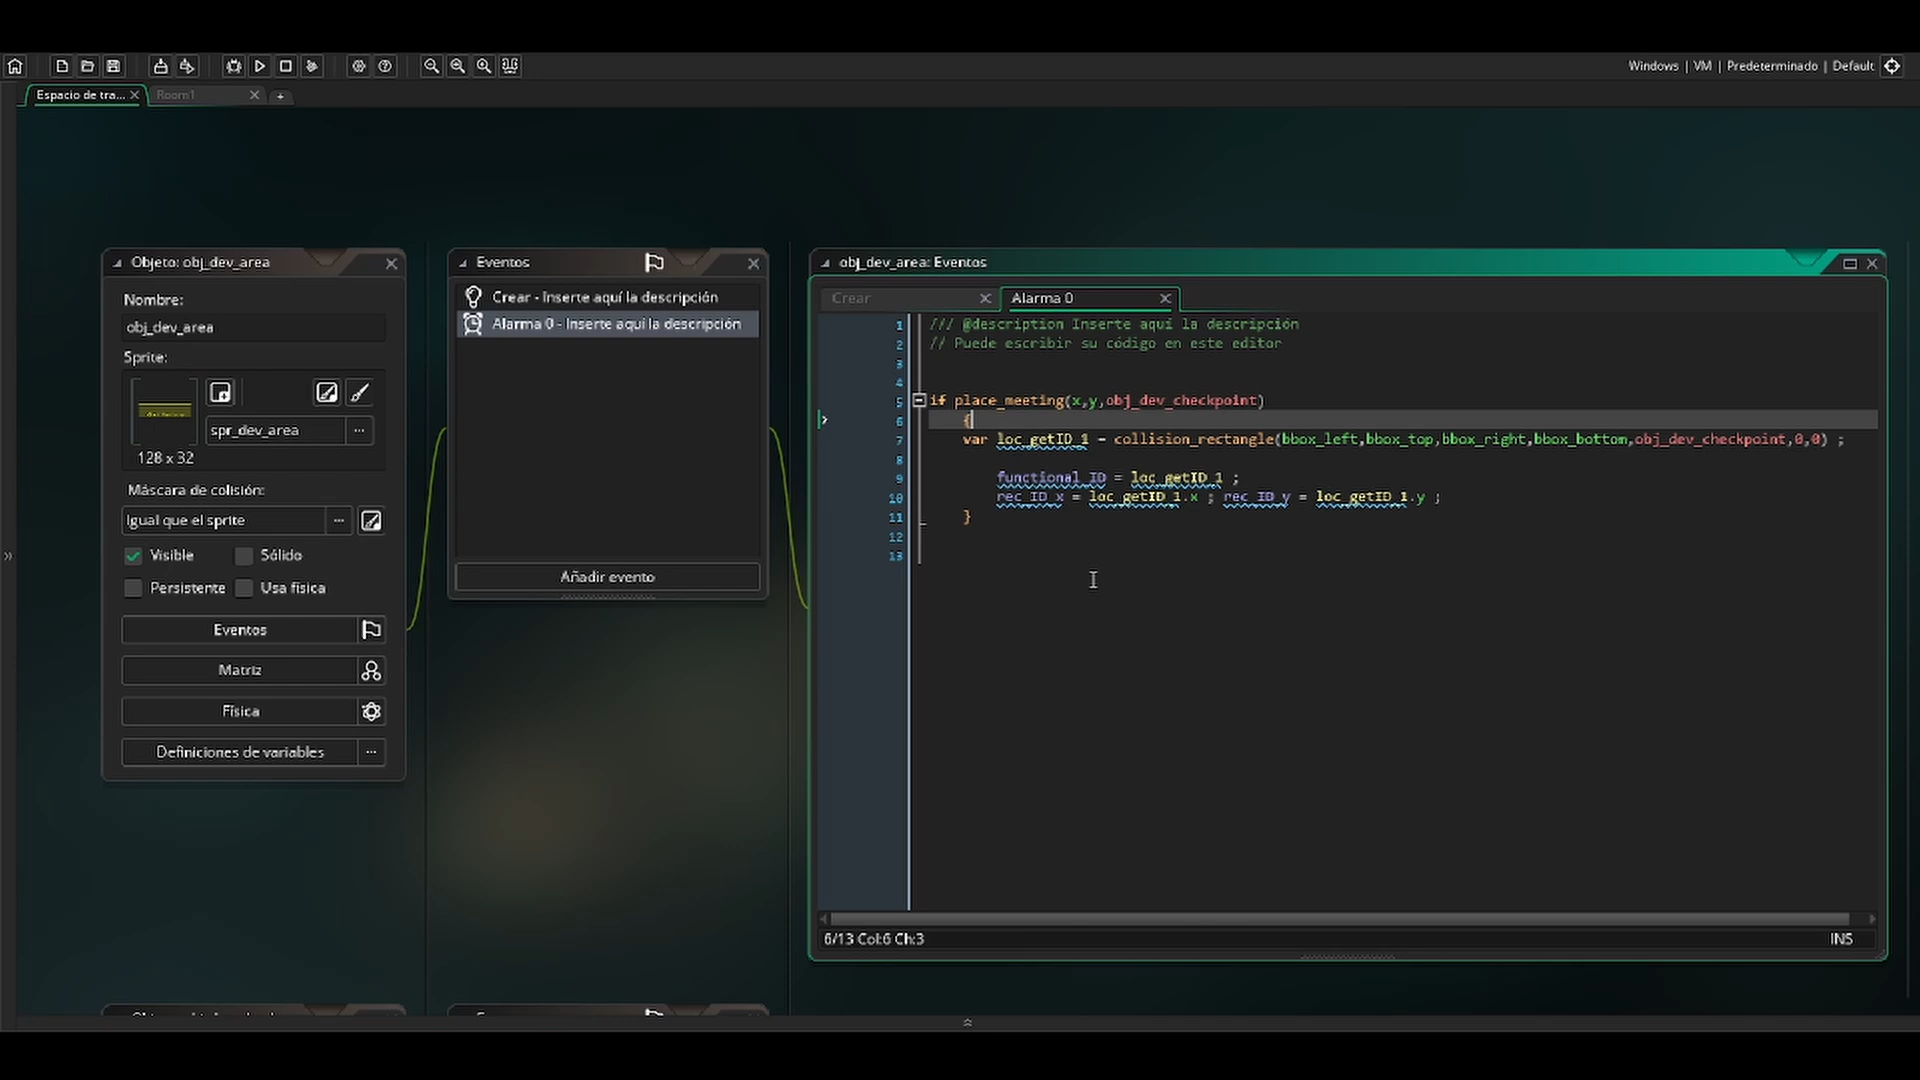 Windows | VM | Predeterminado | Default
Espacio de tra...
Room1
Objeto: obj_dev_area
Nombre:
obj_dev_area
Sprite:
spr_dev_area
128 x 32
Máscara de colisión:
Igual que el sprite
Visible
Sólido
Persistente
Usa física
Eventos
Matriz
Física
Definiciones de variables
Eventos
Crear - Inserte aquí la descripción
Alarma 0 - Inserte aquí la descripción
Añadir evento
obj_dev_area: Eventos
Crear
Alarma 0
1 /// @description Inserte aquí la descripción
2 // Puede escribir su código en este editor
3
4
5 if place_meeting(x,y,obj_dev_checkpoint)
6 {
7 var loc_getID_1 = collision_rectangle(bbox_left,bbox_top,bbox_right,bbox_bottom,obj_dev_checkpoint,0,0) ;
8
9 functional_ID = loc_getID_1 ;
10 rec_ID_x = loc_getID_1.x ; rec_ID_y = loc_getID_1.y ;
11 }
12
13
6/13 Col:6 Ch:3
INS